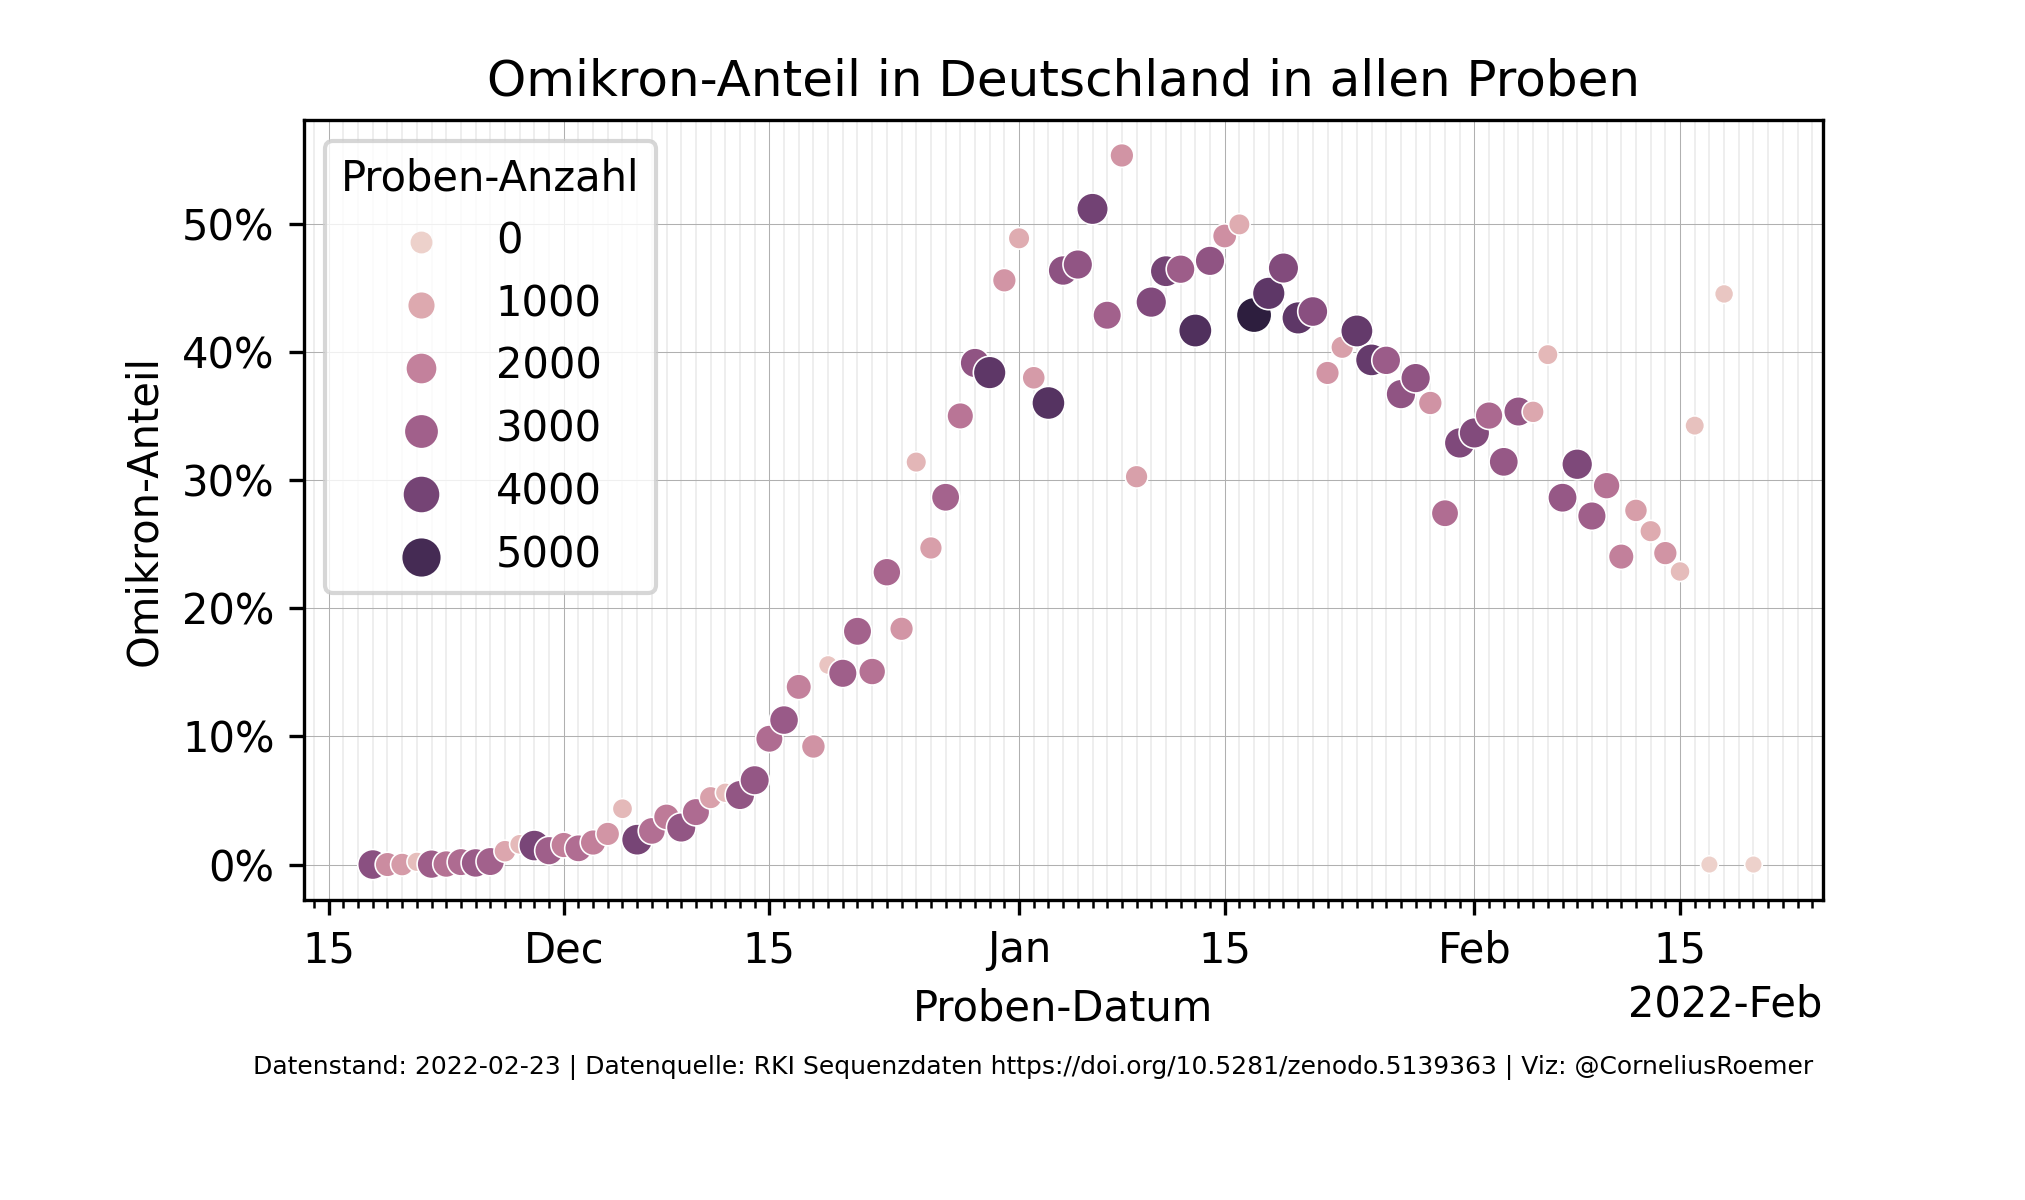 Omikron-Anteil in Deutschland in allen Proben
Proben-Anzahl
0
1000
2000
3000
4000
5000
Omikron-Anteil
50%
40%
30%
20%
10%
0%
15 Dec 15 Jan 15 Feb 15
2022-Feb
Proben-Datum
Datenstand: 2022-02-23 | Datenquelle: RKI Sequenzdaten https://doi.org/10.5281/zenodo.5139363 | Viz: @CorneliusRoemer